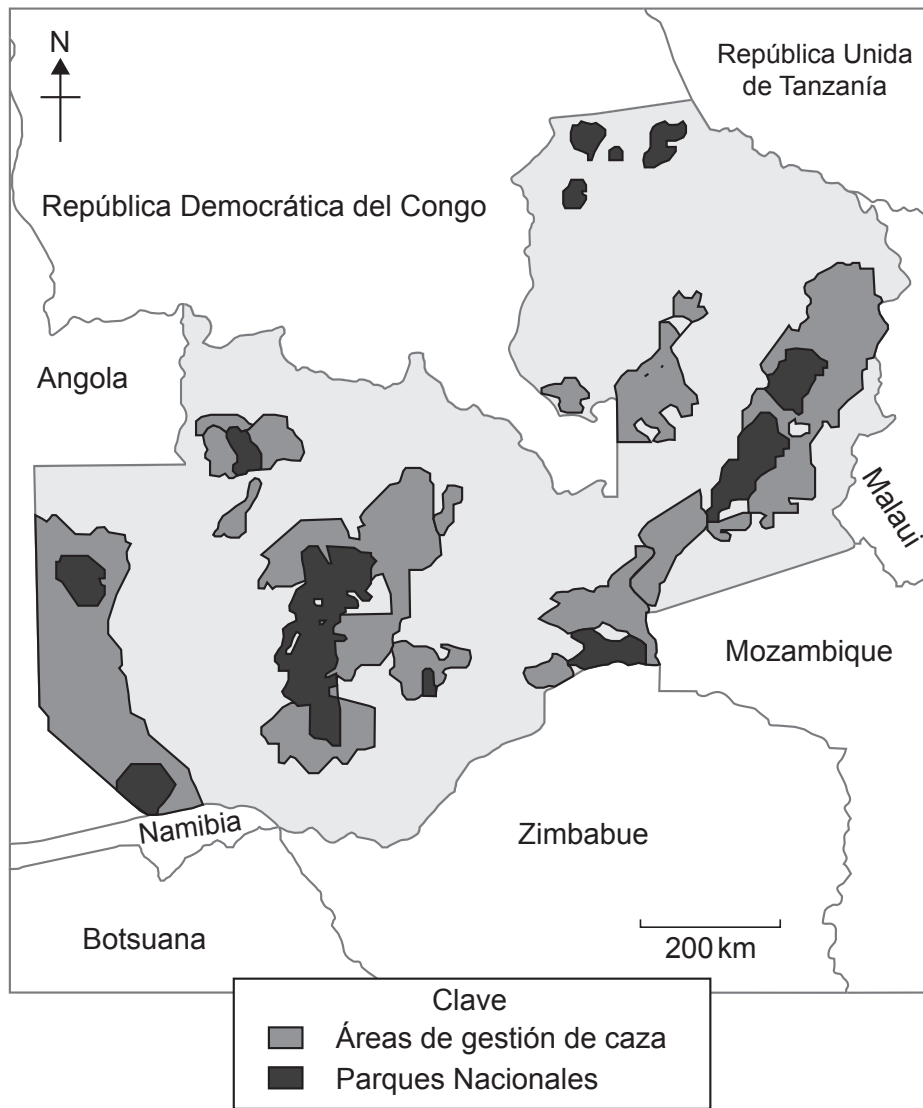 N
República Unida
de Tanzanía
República Democrática del Congo
Angola
Malaui
Mozambique
Namibia
Zimbabue
Botsuana
200 km
Clave
Áreas de gestión de caza
Parques Nacionales